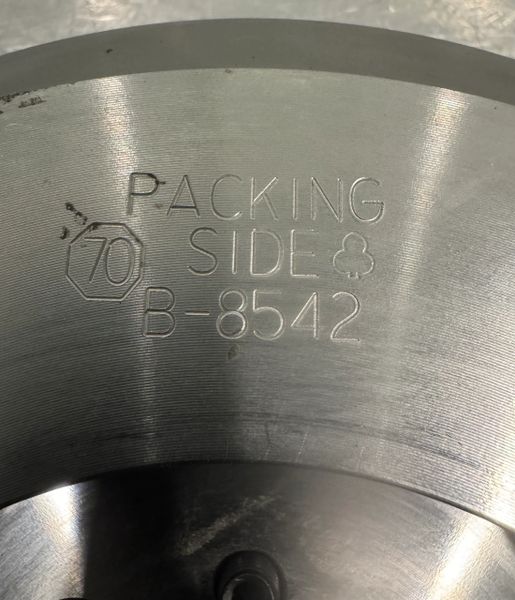 PACKING
70 SIDE ♣
B-8542